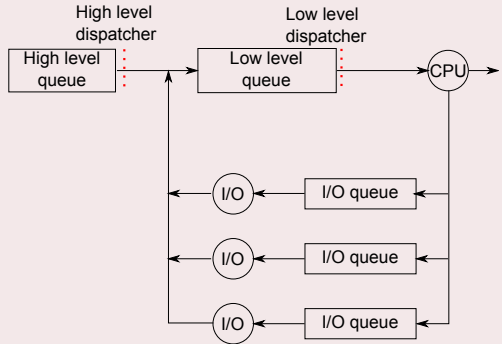 High level
dispatcher
Low level
dispatcher
High level
queue
Low level
queue
CPU
I/O
I/O queue
I/O
I/O queue
I/O
I/O queue